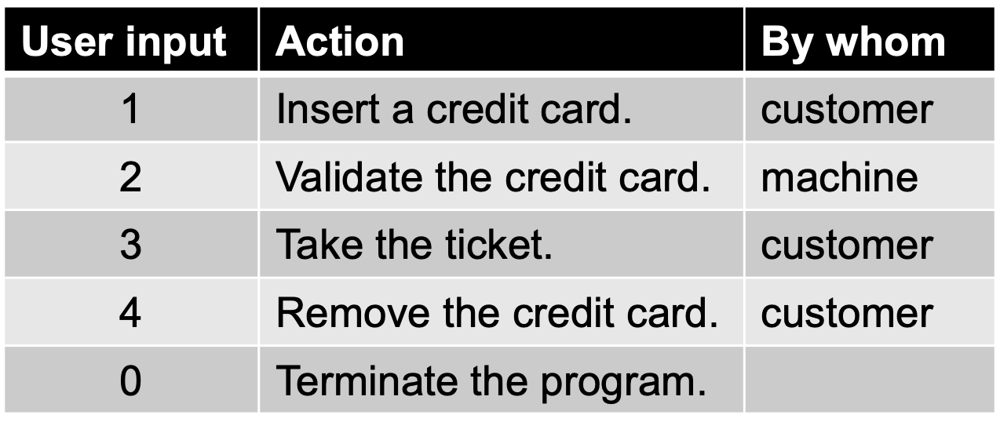 User input Action By whom
1 Insert a credit card. customer
2 Validate the credit card. machine
3 Take the ticket. customer
4 Remove the credit card. customer
0 Terminate the program.